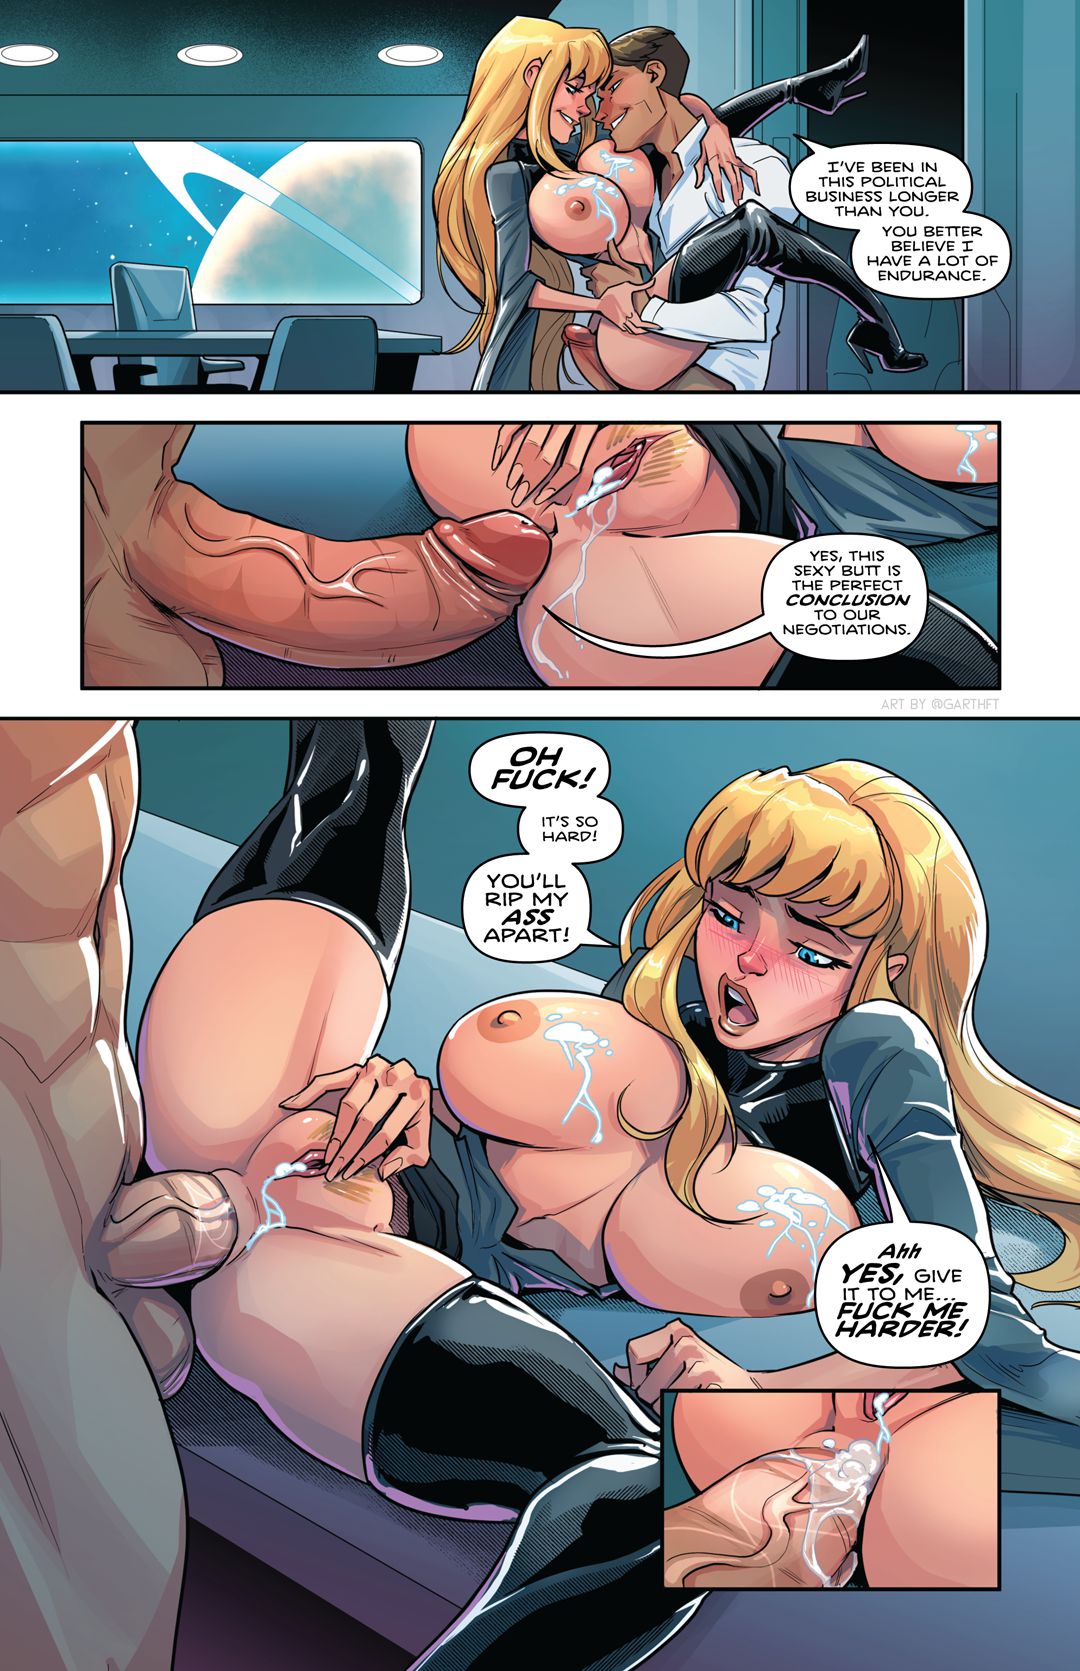 I'VE BEEN IN
THIS POLITICAL
BUSINESS LONGER
THAN YOU.
YOU BETTER
BELIEVE I
HAVE A LOT OF
ENDURANCE.
YES, THIS
SEXY BUTT IS
THE PERFECT
CONCLUSION
TO OUR
NEGOTIATIONS.
ART BY @GARTHFT
OH
FUCK!
IT'S SO
HARD!
YOU'LL
RIP MY
ASS
APART!
Ahh
YES, GIVE
IT TO ME...
FUCK ME
HARDER!